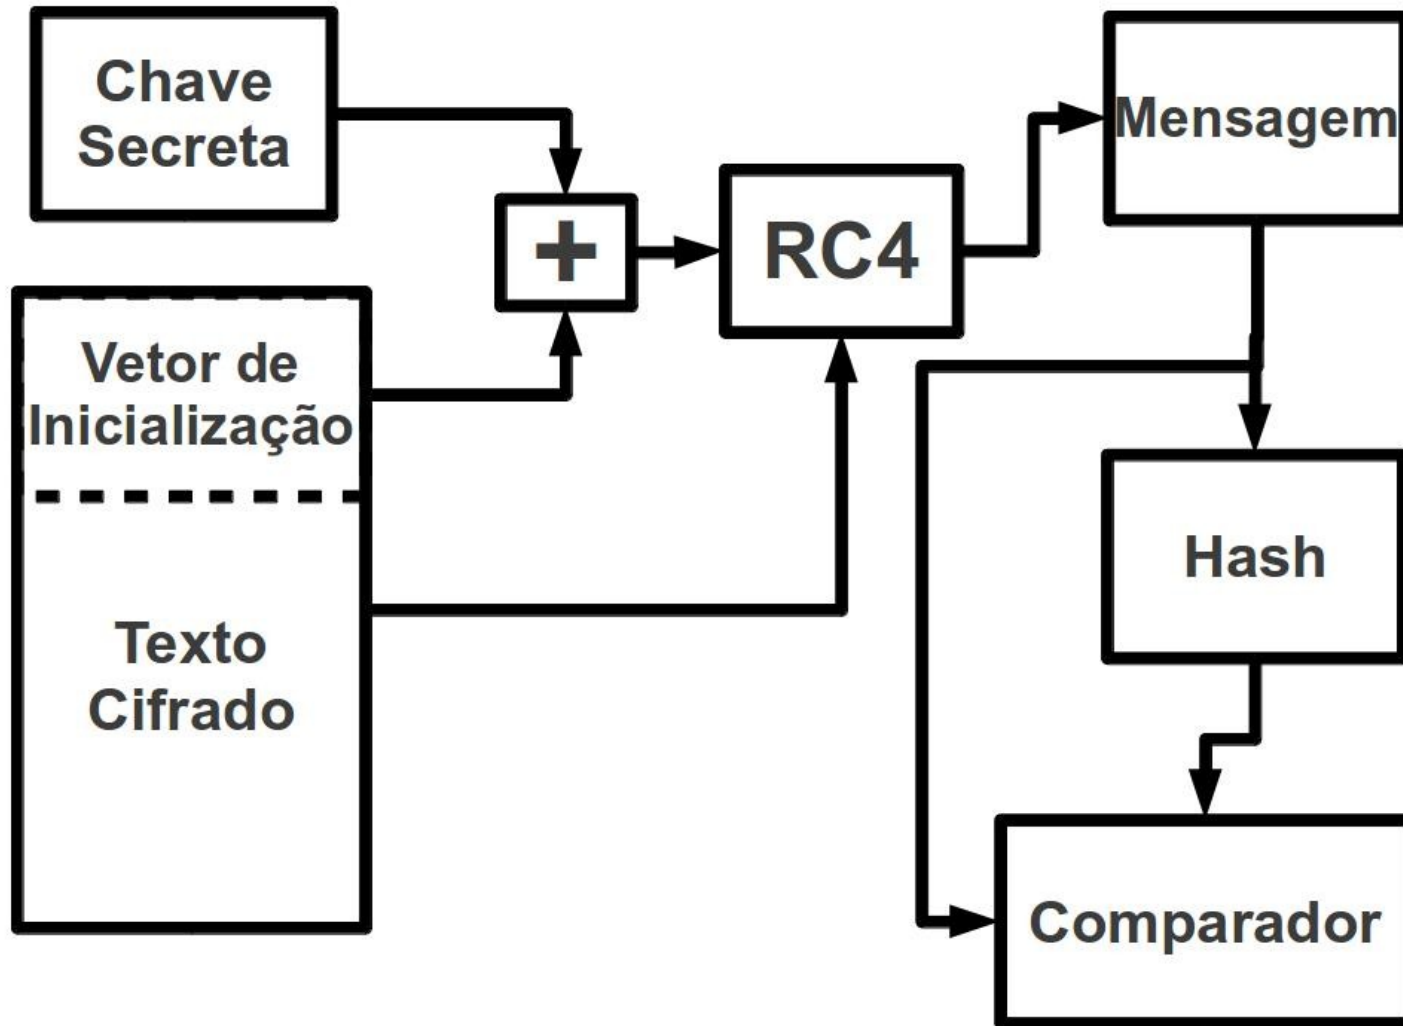 Chave
Secreta
+
RC4
Mensagem
Vetor de
Inicialização
Texto
Cifrado
Hash
Comparador